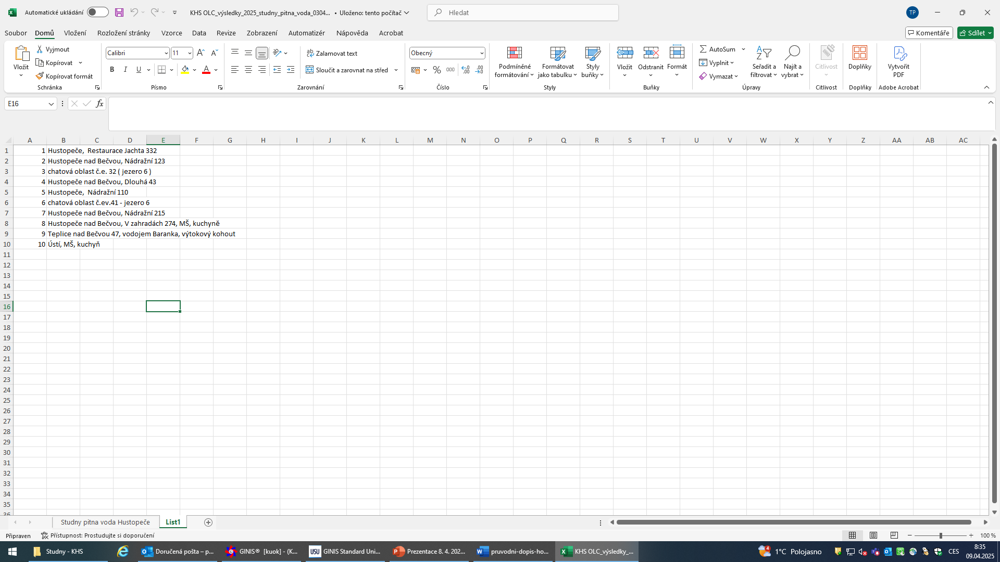 Automatické ukládání
KHS OLC_výsledky_2025_studny_pitna_voda_0304... • Uloženo: tento počítač
Hledat
TP
Soubor Domů Vložení Rozložení stránky Vzorce Data Revize Zobrazení Automatizér Nápověda Acrobat
Komentáře Sdílet
Vložit
Vyjmout
Kopírovat
Kopírovat formát
Schránka
Calibri 11
B I U
Písmo
Zalamovat text
Sloučit a zarovnat na střed
Zarovnání
Obecný
% 000
Číslo
Podmíněné formátování
Formátovat jako tabulku
Styly buňky
Styly
Vložit Odstranit Formát
Buňky
AutoSum
Vyplnit
Vymazat
Seřadit a filtrovat
Najít a vybrat
Úpravy
Citlivost
Citlivost
Doplňky
Doplňky
Vytvořit PDF
Adobe Acrobat
E16
fx
A B C D E F G H I J K L M N O P Q R S T U V W X Y Z AA AB AC
1 1 Hustopeče,  Restaurace Jachta 332
2 2 Hustopeče nad Bečvou, Nádražní 123
3 3 chatová oblast č.e. 32 ( jezero 6 )
4 4 Hustopeče nad Bečvou, Dlouhá 43
5 5 Hustopeče,  Nádražní 110
6 6 chatová oblast č.ev.41 - jezero 6
7 7 Hustopeče nad Bečvou, Nádražní 215
8 8 Hustopeče nad Bečvou, V zahradách 274, MŠ, kuchyně
9 9 Teplice nad Bečvou 47, vodojem Baranka, výtokový kohout
10 10 Ústí, MŠ, kuchyň
11
12
13
14
15
16
17
18
19
20
21
22
23
24
25
26
27
28
29
30
31
32
33
34
35
36
Studny pitna voda Hustopeče List1
Připraven Přístupnost: Prostudujte si doporučení
100 %
Studny - KHS
Doručená pošta – p...
GINIS® [kuok] - (K...
USU GINIS Standard Uni...
Prezentace 8. 4. 202...
pruvodni-dopis-ho...
KHS OLC_výsledky_...
4 1°C Polojasno
CES
8:35
09.04.2025